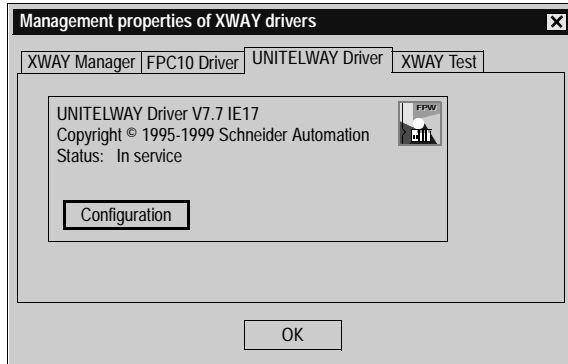 Management properties of XWAY drivers
XWAY Manager FPC10 Driver UNITELWAY Driver XWAY Test
UNITELWAY Driver V7.7 IE17
FPW
Copyright © 1995-1999 Schneider Automation
Status: In service
Configuration
OK